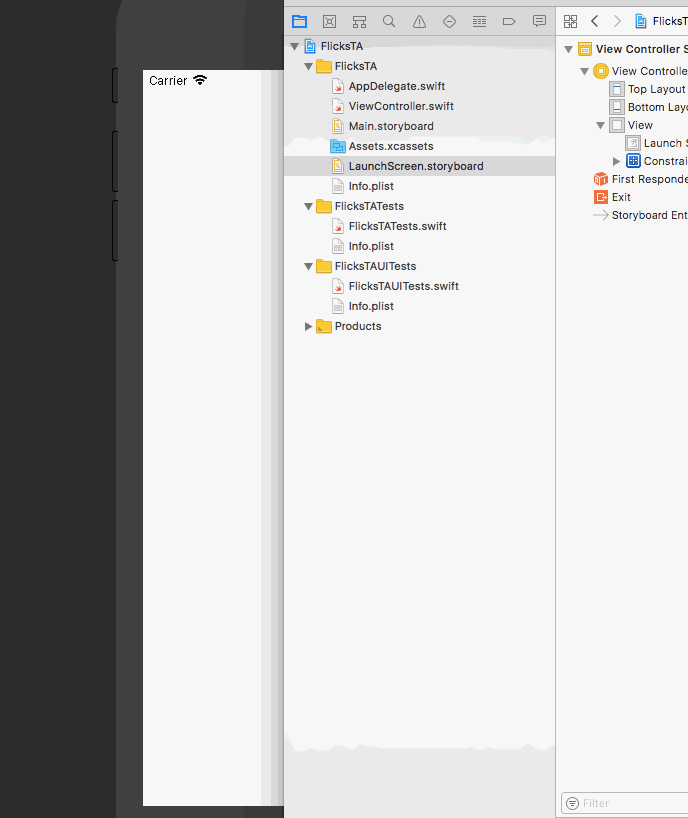 Carrier
FlicksTA
FlicksTA
AppDelegate.swift
ViewController.swift
Main.storyboard
Assets.xcassets
LaunchScreen.storyboard
Info.plist
FlicksTATests
FlicksTATests.swift
Info.plist
FlicksTAUITests
FlicksTAUITests.swift
Info.plist
Products
FlicksT
View Controller S
View Controlle
Top Layout
Bottom Layo
View
Launch S
Constrai
First Responde
Exit
Storyboard Ent
Filter